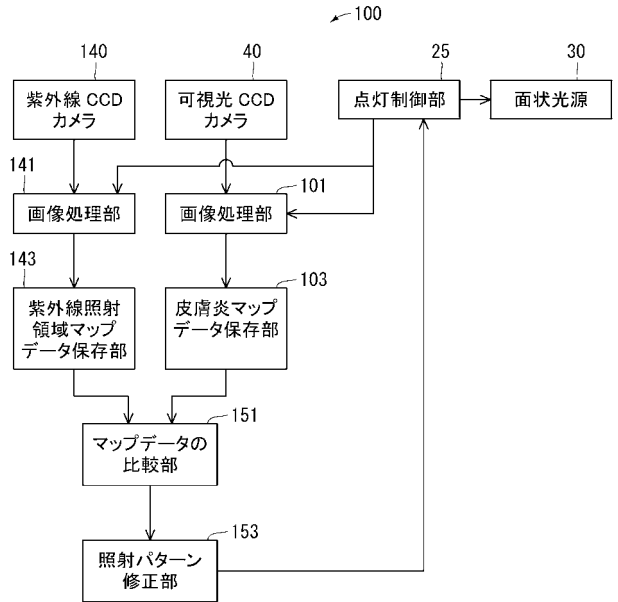 100
140
40
25
30
紫外線 CCD
カメラ
可視光 CCD
カメラ
点灯制御部
面状光源
141
101
画像処理部
画像処理部
143
103
紫外線照射
領域マップ
データ保存部
皮膚炎マップ
データ保存部
151
マップデータの
比較部
153
照射パターン
修正部